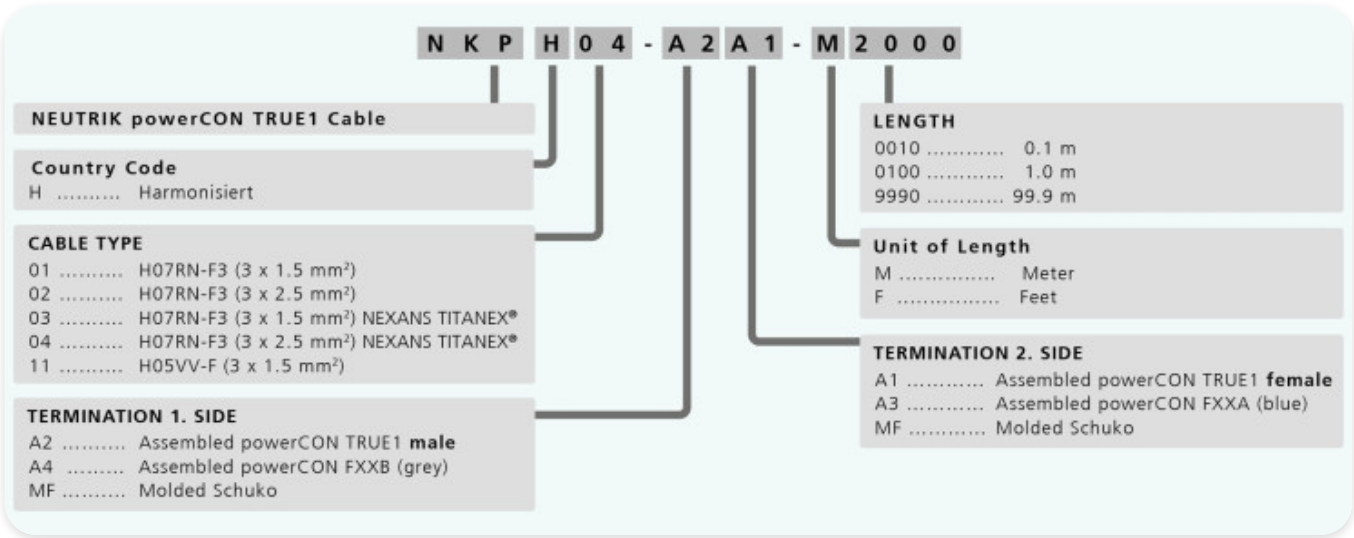 N K P H 0 4 - A 2 A 1 - M 2 0 0 0
NEUTRIK powerCON TRUE1 Cable
Country Code
H .......... Harmonisiert
CABLE TYPE
01 .......... H07RN-F3 (3 x 1.5 mm²)
02 .......... H07RN-F3 (3 x 2.5 mm²)
03 .......... H07RN-F3 (3 x 1.5 mm²) NEXANS TITANEX®
04 .......... H07RN-F3 (3 x 2.5 mm²) NEXANS TITANEX®
11 .......... H05VV-F (3 x 1.5 mm²)
TERMINATION 1. SIDE
A2 .......... Assembled powerCON TRUE1 male
A4 ......... Assembled powerCON FXXB (grey)
MF .......... Molded Schuko
LENGTH
0010 ............ 0.1 m
0100 ............ 1.0 m
9990 ............ 99.9 m
Unit of Length
M ............... Meter
F ................ Feet
TERMINATION 2. SIDE
A1 ............ Assembled powerCON TRUE1 female
A3 ............ Assembled powerCON FXXA (blue)
MF ............ Molded Schuko